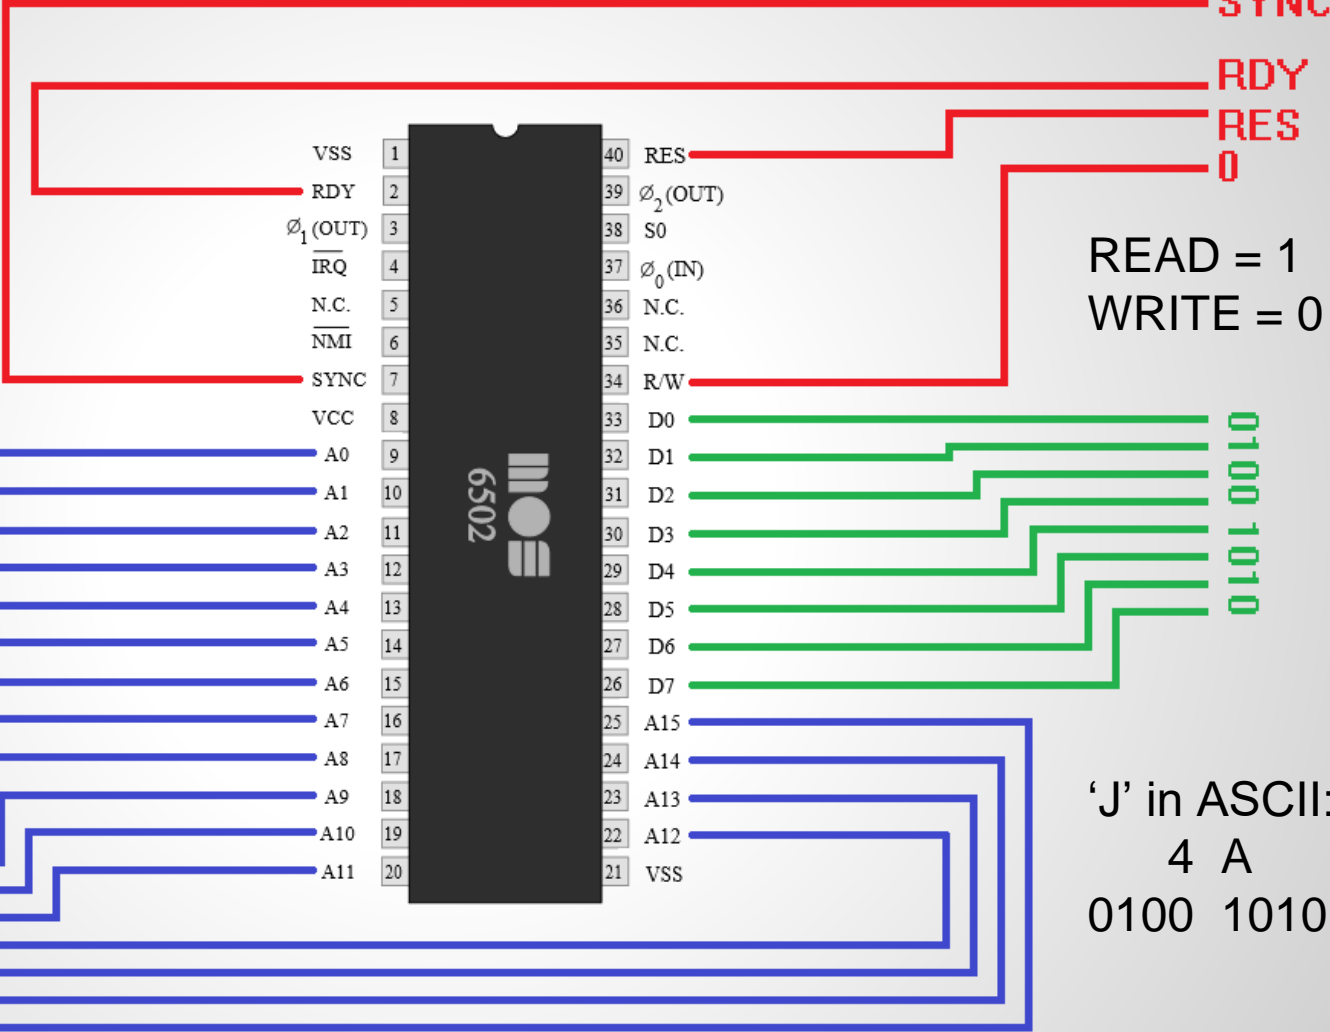 SYNC
RDY
RES
0
VSS 1
RDY 2
Ø1(OUT) 3
IRQ 4
N.C. 5
NMI 6
SYNC 7
VCC 8
A0 9
A1 10
A2 11
A3 12
A4 13
A5 14
A6 15
A7 16
A8 17
A9 18
A10 19
A11 20
mos
6502
40 RES
39 Ø2(OUT)
38 S0
37 Ø0(IN)
36 N.C.
35 N.C.
34 R/W
33 D0
32 D1
31 D2
30 D3
29 D4
28 D5
27 D6
26 D7
25 A15
24 A14
23 A13
22 A12
21 VSS
READ = 1
WRITE = 0
0100 1010
‘J’ in ASCII:
4 A
0100 1010